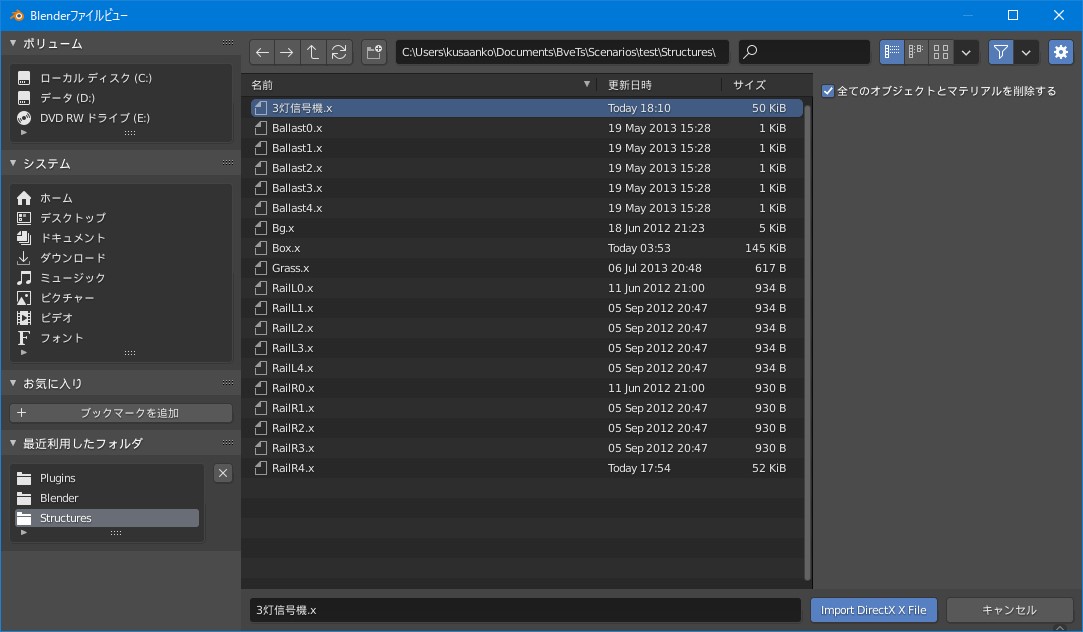 Blenderファイルビュー
ボリューム
ローカル ディスク (C:)
データ (D:)
DVD RW ドライブ (E:)
システム
ホーム
デスクトップ
ドキュメント
ダウンロード
ミュージック
ピクチャー
ビデオ
フォント
お気に入り
ブックマークを追加
最近利用したフォルダ
Plugins
Blender
Structures
C:\Users\kusaanko\Documents\BveTs\Scenarios\test\Structures\
名前 更新日時 サイズ
3灯信号機.x Today 18:10 50 KiB
Ballast0.x 19 May 2013 15:28 1 KiB
Ballast1.x 19 May 2013 15:28 1 KiB
Ballast2.x 19 May 2013 15:28 1 KiB
Ballast3.x 19 May 2013 15:28 1 KiB
Ballast4.x 19 May 2013 15:28 1 KiB
Bg.x 18 Jun 2012 21:23 5 KiB
Box.x Today 03:53 145 KiB
Grass.x 06 Jul 2013 20:48 617 B
RailL0.x 11 Jun 2012 21:00 934 B
RailL1.x 05 Sep 2012 20:47 934 B
RailL2.x 05 Sep 2012 20:47 934 B
RailL3.x 05 Sep 2012 20:47 934 B
RailL4.x 05 Sep 2012 20:47 934 B
RailR0.x 11 Jun 2012 21:00 930 B
RailR1.x 05 Sep 2012 20:47 930 B
RailR2.x 05 Sep 2012 20:47 930 B
RailR3.x 05 Sep 2012 20:47 930 B
RailR4.x Today 17:54 52 KiB
全てのオブジェクトとマテリアルを削除する
3灯信号機.x
Import DirectX X File
キャンセル